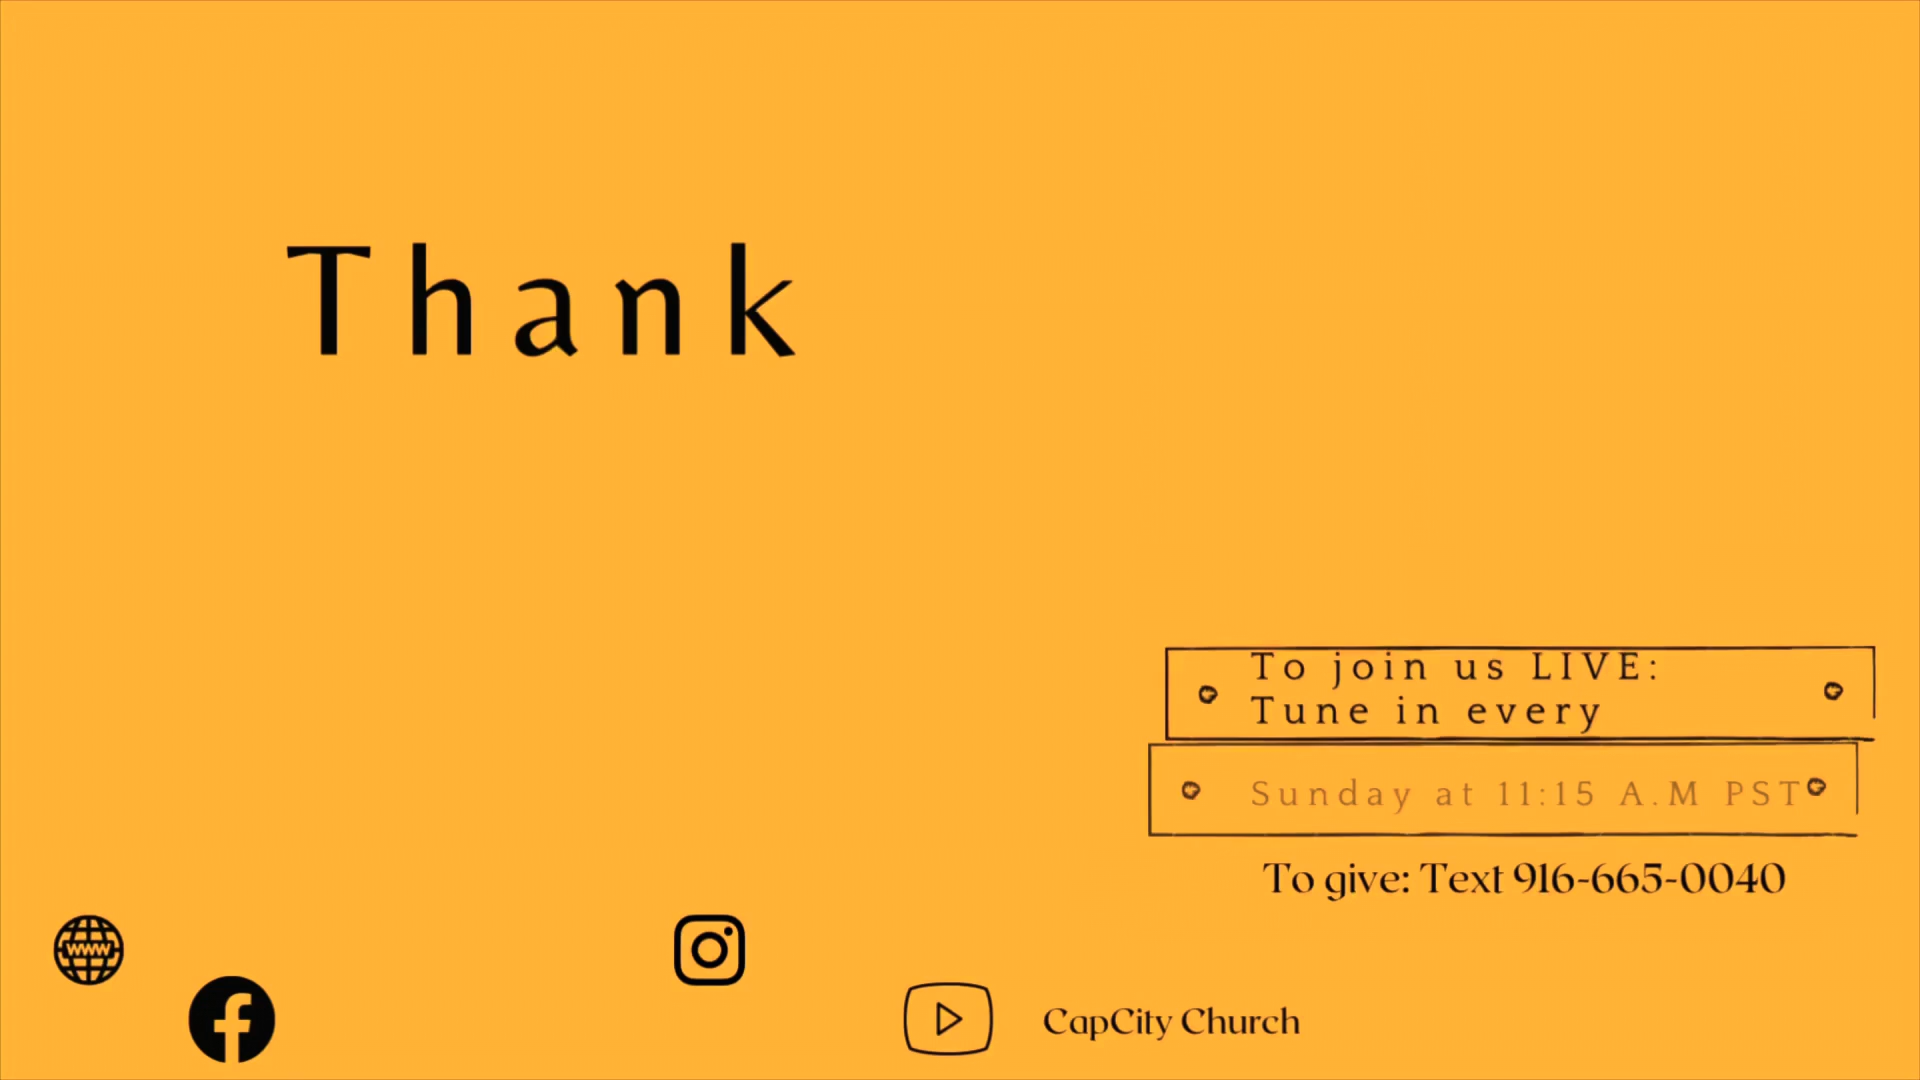 Thank
To join us LIVE:
Tune in every
Sunday at 11:15 A.M PST
To give: Text 916-665-0040
www
CapCity Church